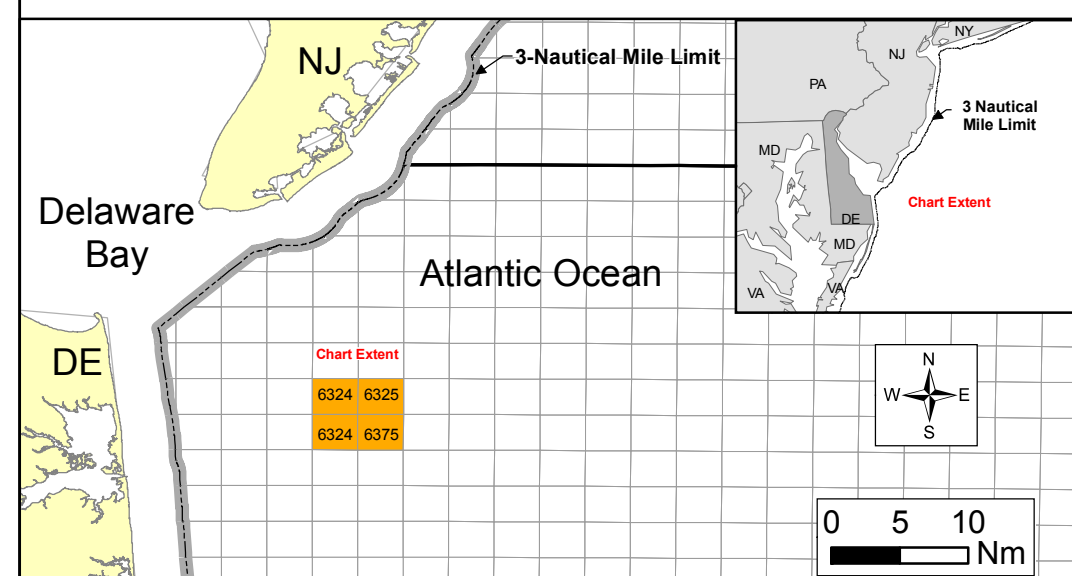 NJ
3-Nautical Mile Limit
NY
NJ
PA
3 Nautical
Mile Limit
MD
Chart Extent
DE
MD
VA
VA
Delaware
Bay
Atlantic Ocean
DE
Chart Extent
6324 6325
6324 6375
N
W E
S
0 5 10
Nm